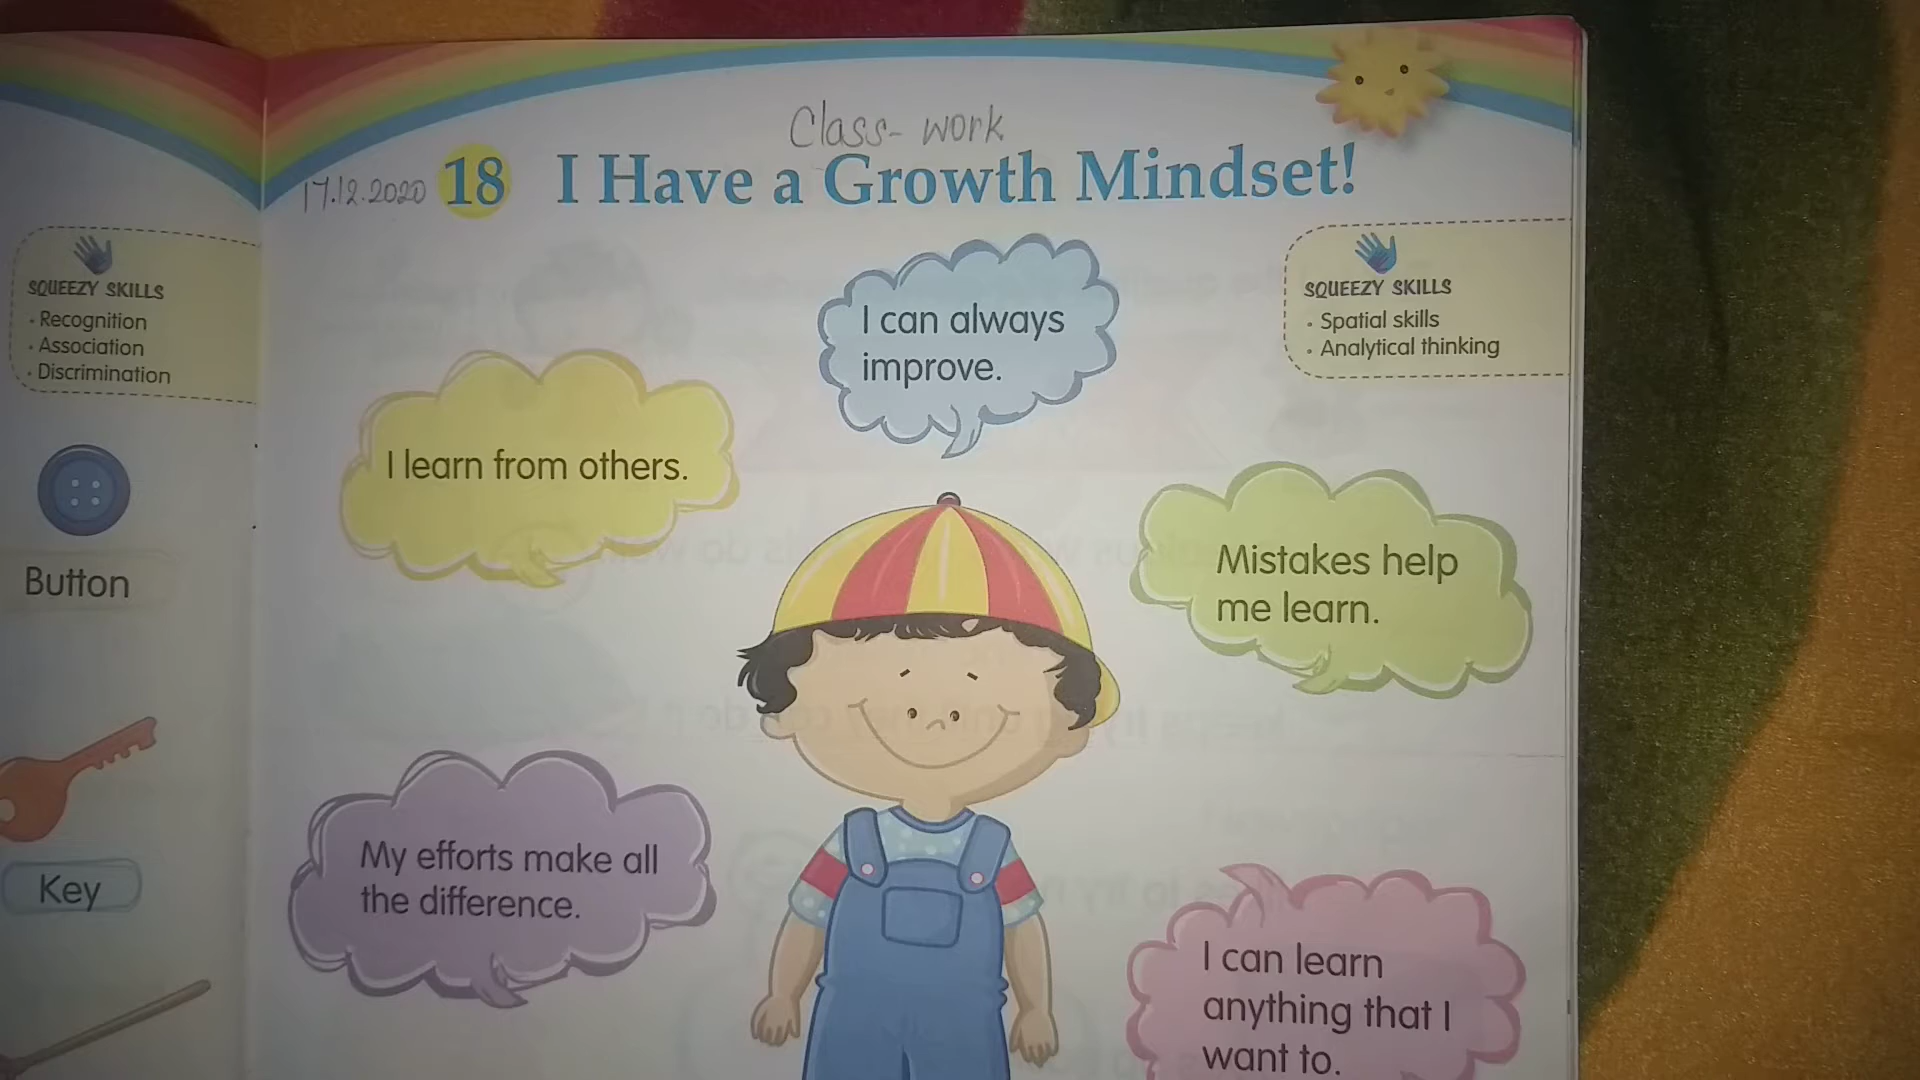 SQUEEZY SKILLS
• Recognition
• Association
• Discrimination
Button
Key
Class- work
17.12.2020
18 I Have a Growth Mindset!
SQUEEZY SKILLS
• Spatial skills
• Analytical thinking
I can always
improve.
I learn from others.
Mistakes help
me learn.
My efforts make all
the difference.
I can learn
anything that I
want to.